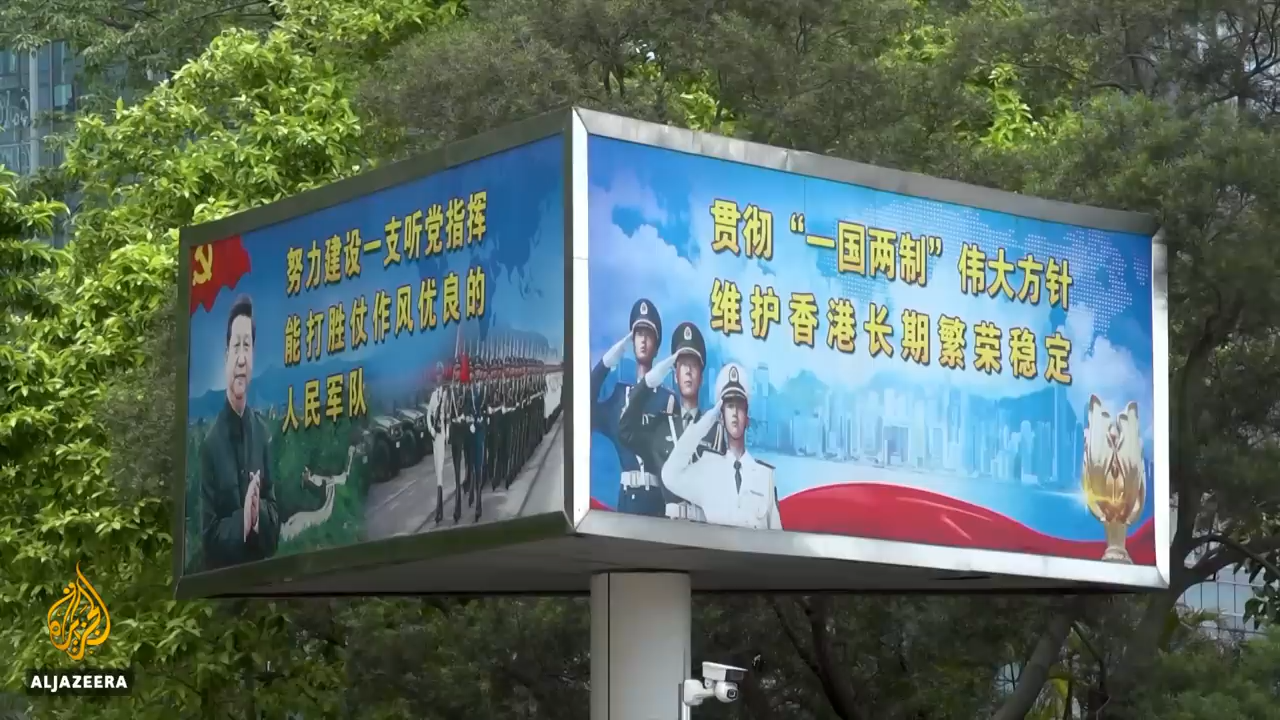 努力建设一支听党指挥
能打胜仗作风优良的
人民军队
贯彻“一国两制”伟大方针
维护香港长期繁荣稳定
ALJAZEERA